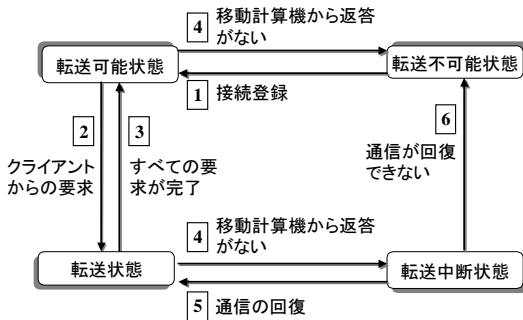 4 移動計算機から返答
がない
転送可能状態
転送不可能状態
1 接続登録
2
3
6
クライアント
からの要求
すべての要
求が完了
通信が回復
できない
4 移動計算機から返答
がない
転送状態
転送中断状態
5 通信の回復